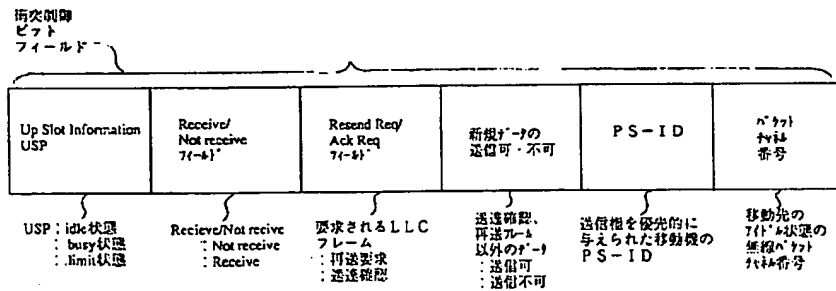 衝突制御
ビット
フィールド
Up Slot Information
USP
Receive/
Not receive
フィールド
Resend Req/
Ack Req
フィールド
新規データの
送信可・不可
PS-ID
パケット
チャネル
番号
USP：idle状態
：busy状態
：.limit状態
Recieve/Not recive
：Not receive
：Receive
要求されるLLC
フレーム
：再送要求
：送達確認
送達確認、
再送フレーム
以外のデータ
：送信可
：送信不可
送信権を優先的に
与えられた移動機の
PS-ID
移動先の
アイドル状態の
無線パケット
チャネル番号